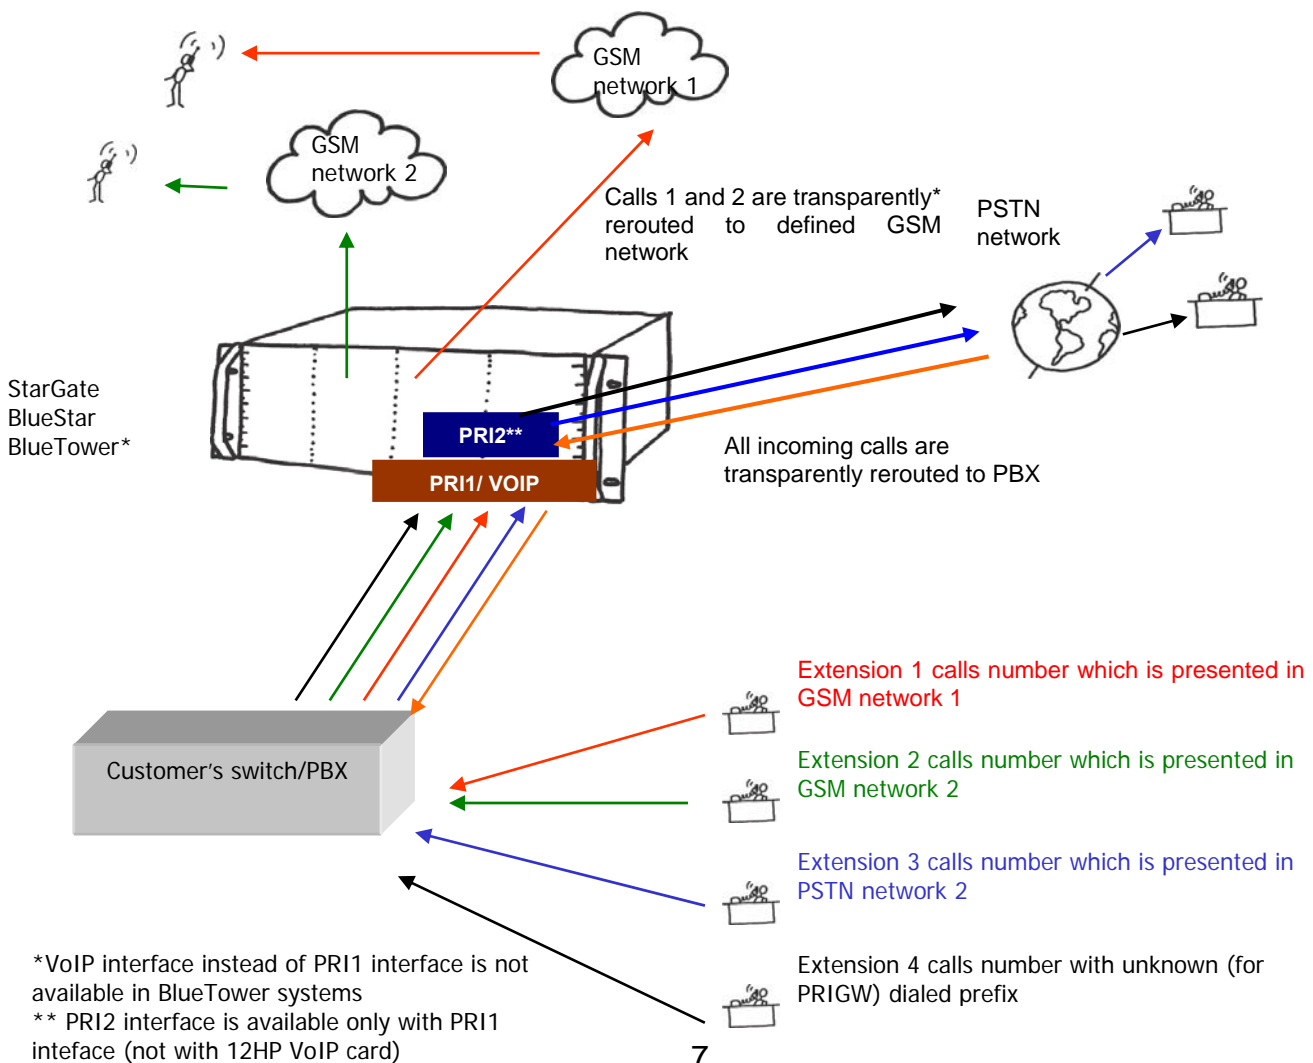 GSM
network 1
GSM
network 2
Calls 1 and 2 are transparently*
rerouted to defined GSM
network
PSTN
network
StarGate
BlueStar
BlueTower*
PRI2**
PRI1/ VOIP
All incoming calls are
transparently rerouted to PBX
Customer's switch/PBX
Extension 1 calls number which is presented in
GSM network 1
Extension 2 calls number which is presented in
GSM network 2
Extension 3 calls number which is presented in
PSTN network 2
Extension 4 calls number with unknown (for
PRIGW) dialed prefix
*VoIP interface instead of PRI1 interface is not
available in BlueTower systems
** PRI2 interface is available only with PRI1
inteface (not with 12HP VoIP card)
7